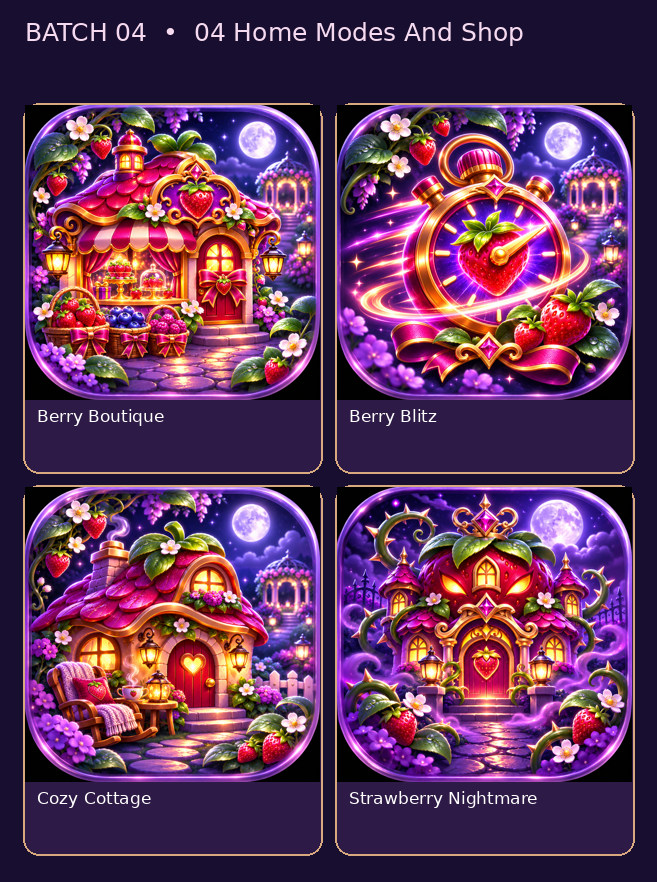 BATCH 04 • 04 Home Modes And Shop
Berry Boutique
Berry Blitz
Cozy Cottage
Strawberry Nightmare